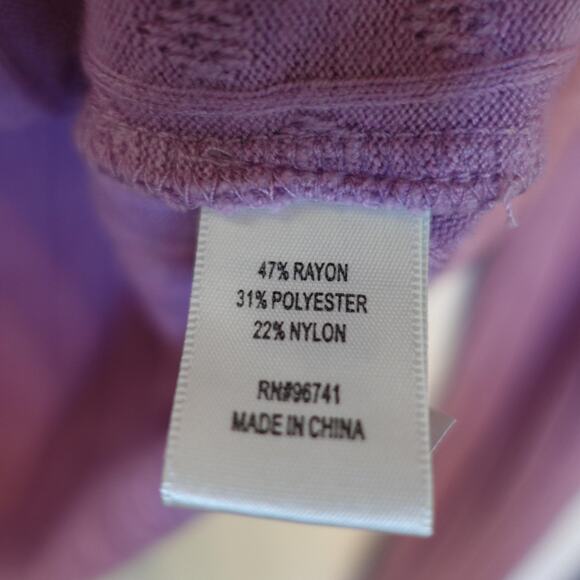 47% RAYON
31% POLYESTER
22% NYLON
RN#96741
MADE IN CHINA